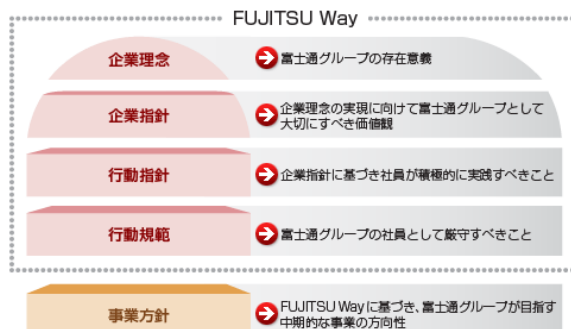 FUJITSU Way
企業理念
富士通グループの存在意義
企業指針
企業理念の実現に向けて富士通グループとして
大切にすべき価値観
行動指針
企業指針に基づき社員が積極的に実践すべきこと
行動規範
富士通グループの社員として厳守すべきこと
事業方針
FUJITSU Wayに基づき、富士通グループが目指す
中期的な事業の方向性